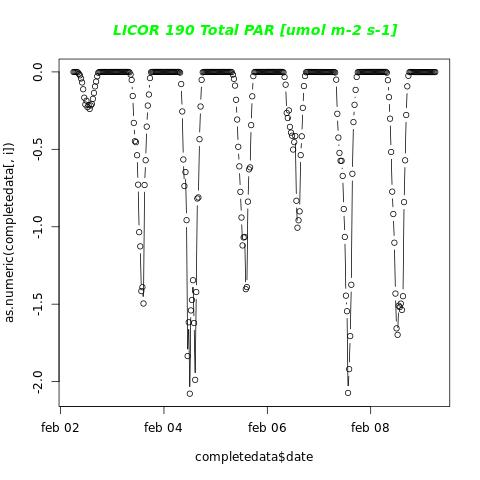 LICOR 190 Total PAR [umol m-2 s-1]
as.numeric(completedata[, i])
0.0
-0.5
-1.0
-1.5
-2.0
feb 02
feb 04
feb 06
feb 08
completedata$date